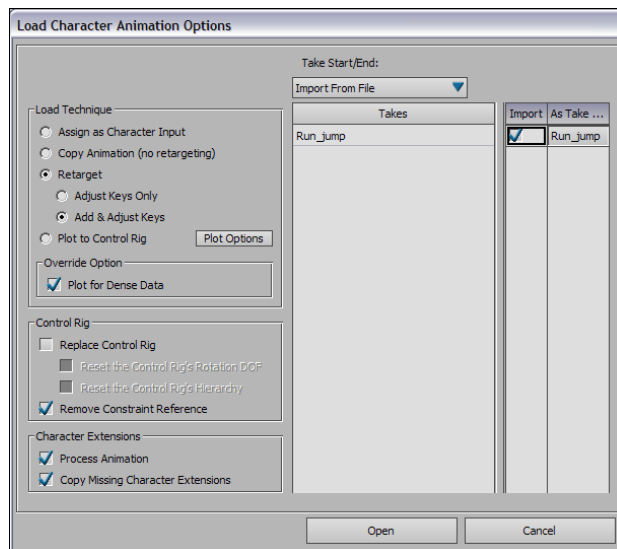 Load Character Animation Options
Take Start/End:
Import From File
Load Technique
Assign as Character Input
Copy Animation (no retargeting)
Retarget
Adjust Keys Only
Add & Adjust Keys
Plot to Control Rig
Plot Options
Override Option
Plot for Dense Data
Control Rig
Replace Control Rig
Reset the Control Rig's Rotation DOF
Reset the Control Rig's Hierarchy
Remove Constraint Reference
Character Extensions
Process Animation
Copy Missing Character Extensions
Takes
Run_jump
Import
As Take ...
Run_jump
Open
Cancel